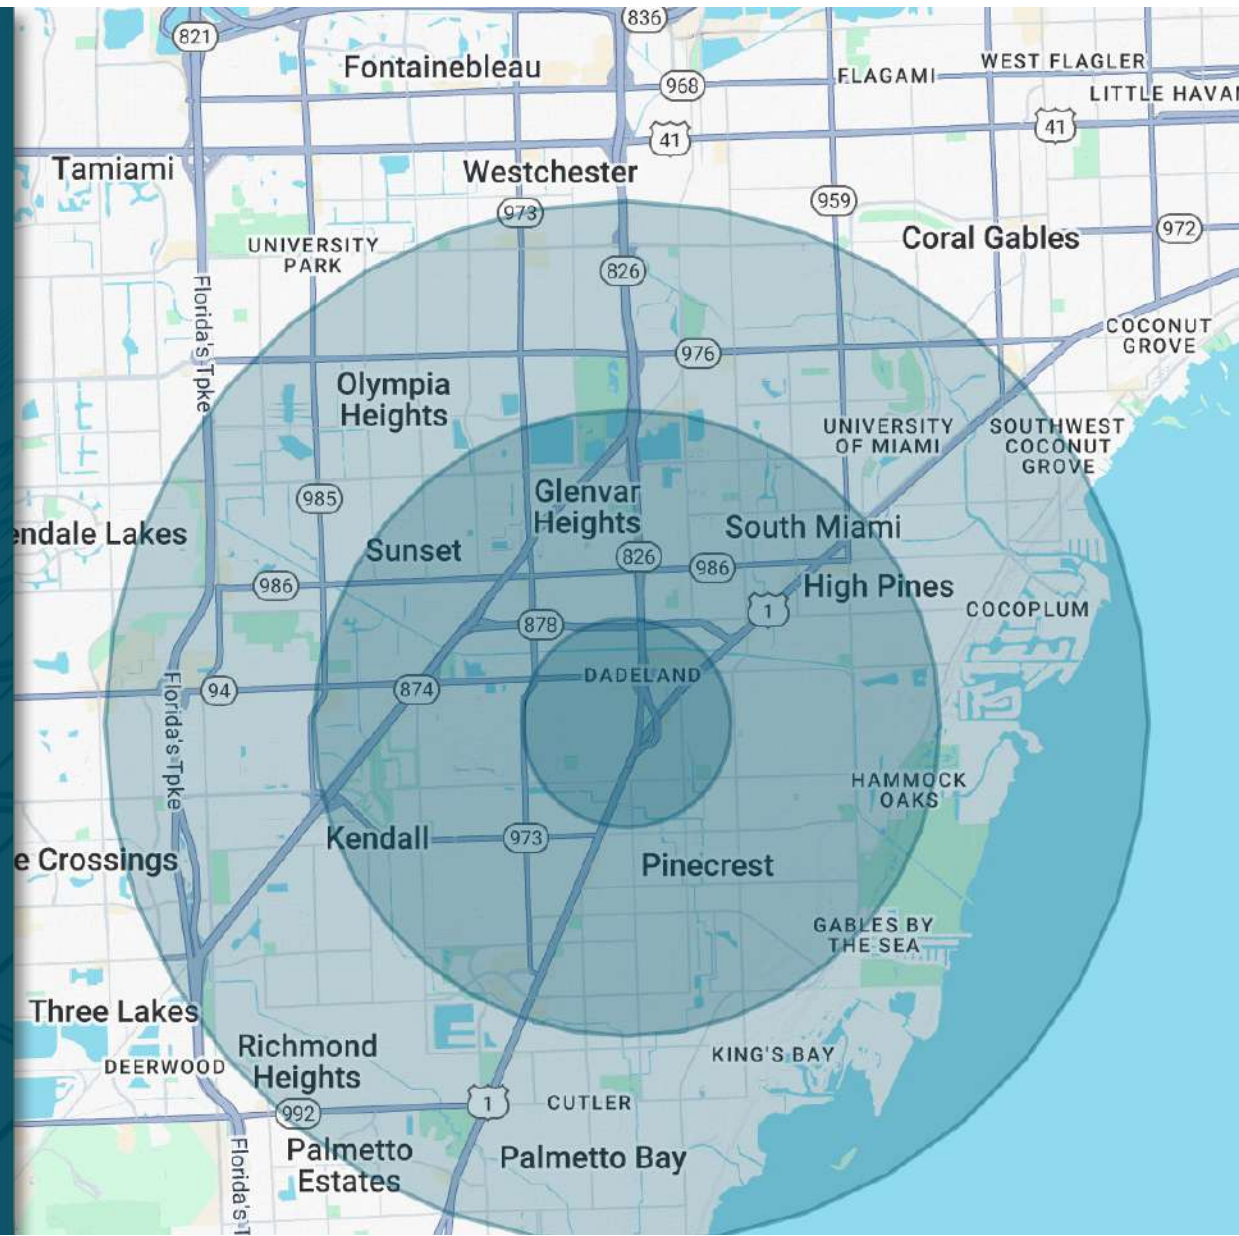 836
821
Fontainebleau
WEST FLAGLER
FLAGAMI
968
LITTLE HAVA
41
41
Tamiami
Westchester
959
973
972
Coral Gables
UNIVERSITY
PARK
826
Florida's Tpke
COCONUT
GROVE
976
Olympia
Heights
UNIVERSITY
OF MIAMI
SOUTHWEST
COCONUT
GROVE
985
Glenvar
Heights
South Miami
endale Lakes
Sunset
826
986
986
High Pines
1
COCOPLUM
878
DADELAND
94
874
Florida's Tpke
HAMMOCK
OAKS
Kendall
973
e Crossings
Pinecrest
GABLES BY
THE SEA
Three Lakes
Richmond
Heights
KING'S BAY
DEERWOOD
1
CUTLER
992
Palmetto
Estates
Palmetto Bay
Florida's T